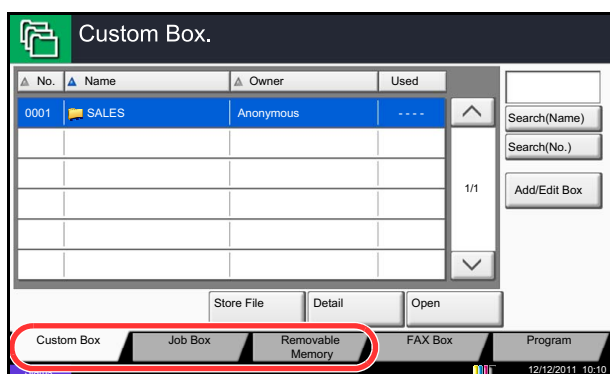 Custom Box.
No. Name Owner Used
0001 SALES Anonymous ----
Search(Name)
Search(No.)
1/1
Add/Edit Box
Store File Detail Open
Custom Box Job Box Removable Memory FAX Box Program
Status 12/12/2011 10:10